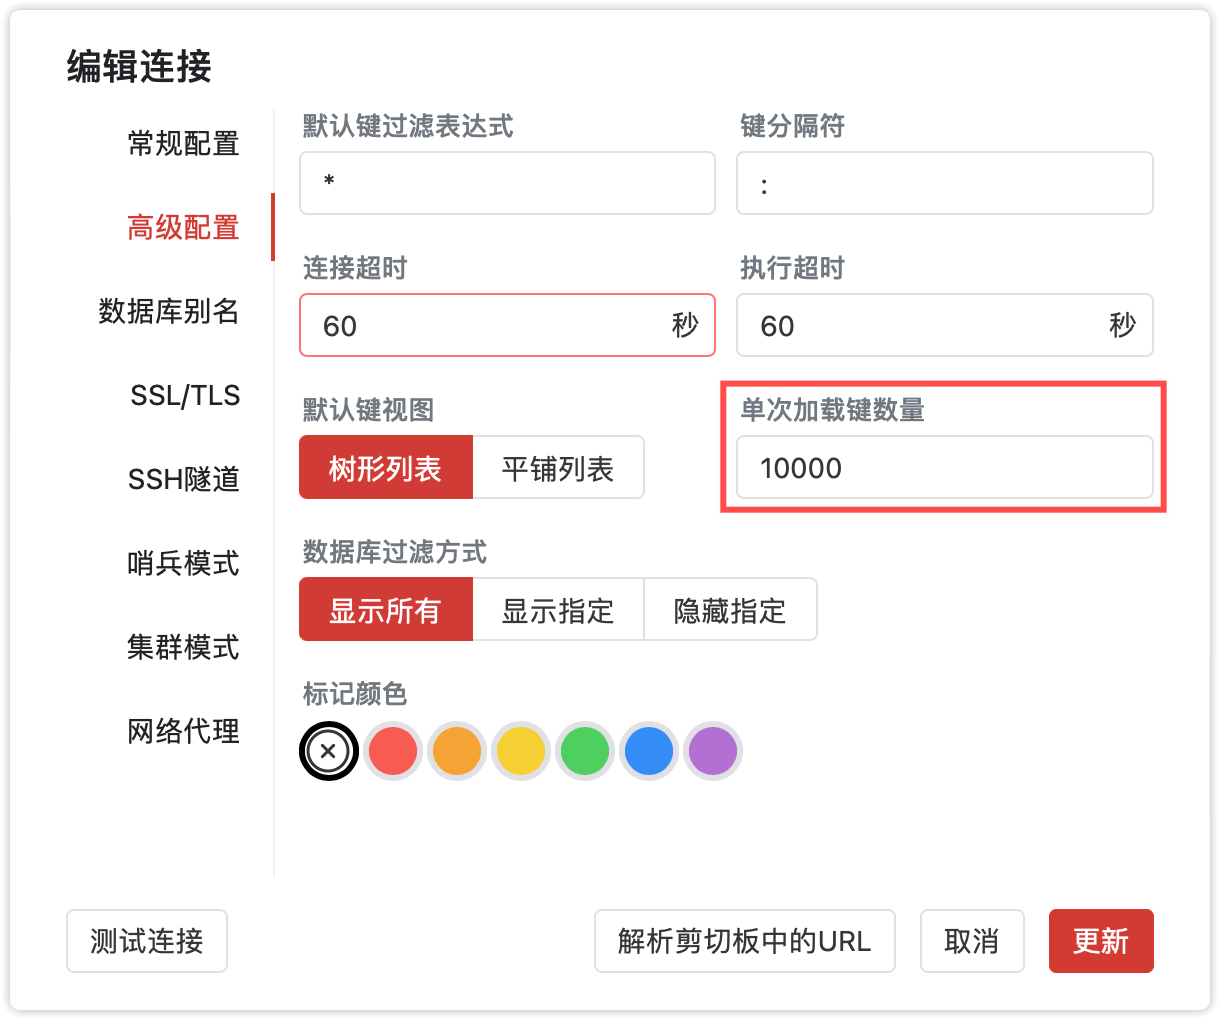 编辑连接
常规配置
高级配置
数据库别名
SSL/TLS
SSH隧道
哨兵模式
集群模式
网络代理
默认键过滤表达式
*
键分隔符
:
连接超时
60 秒
执行超时
60 秒
默认键视图
树形列表 平铺列表
单次加载键数量
10000
数据库过滤方式
显示所有 显示指定 隐藏指定
标记颜色
测试连接 解析剪切板中的URL 取消 更新